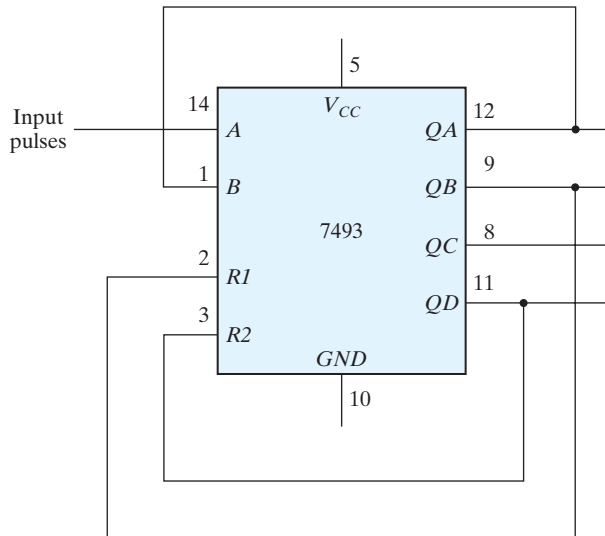 5
14
V_CC
12
Input
pulses
A
QA
1
9
B
QB
7493
8
QC
2
11
R1
QD
3
R2
GND
10